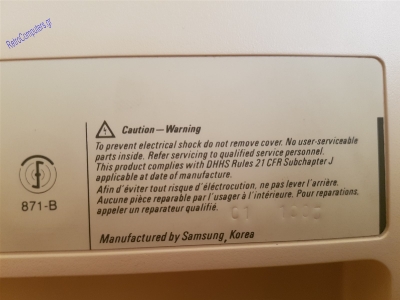 RetroComputers.gr
Caution—Warning
To prevent electrical shock do not remove cover. No user-serviceable
parts inside. Refer servicing to qualified service personnel.
This product complies with DHHS Rules 21 CFR Subchapter J
applicable at date of manufacture.
Afin d'éviter tout risque d'éléctrocution, ne pas lever l'arrière.
Aucune pièce reparable par l'usager à l'intérieure. Pour reparations,
appeler un reparateur qualifié.
871-B
Manufactured by Samsung, Korea